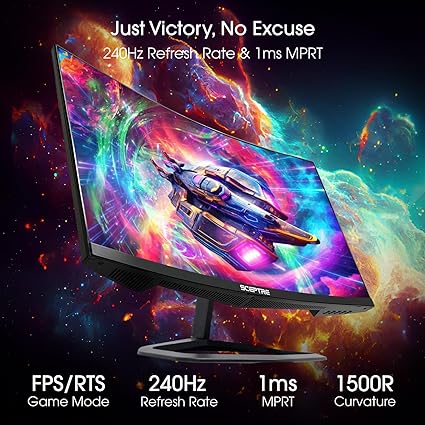 Just Victory, No Excuse
240Hz Refresh Rate & 1ms MPRT
SCEPTRE
FPS/RTS 240Hz 1ms 1500R
Game Mode Refresh Rate MPRT Curvature